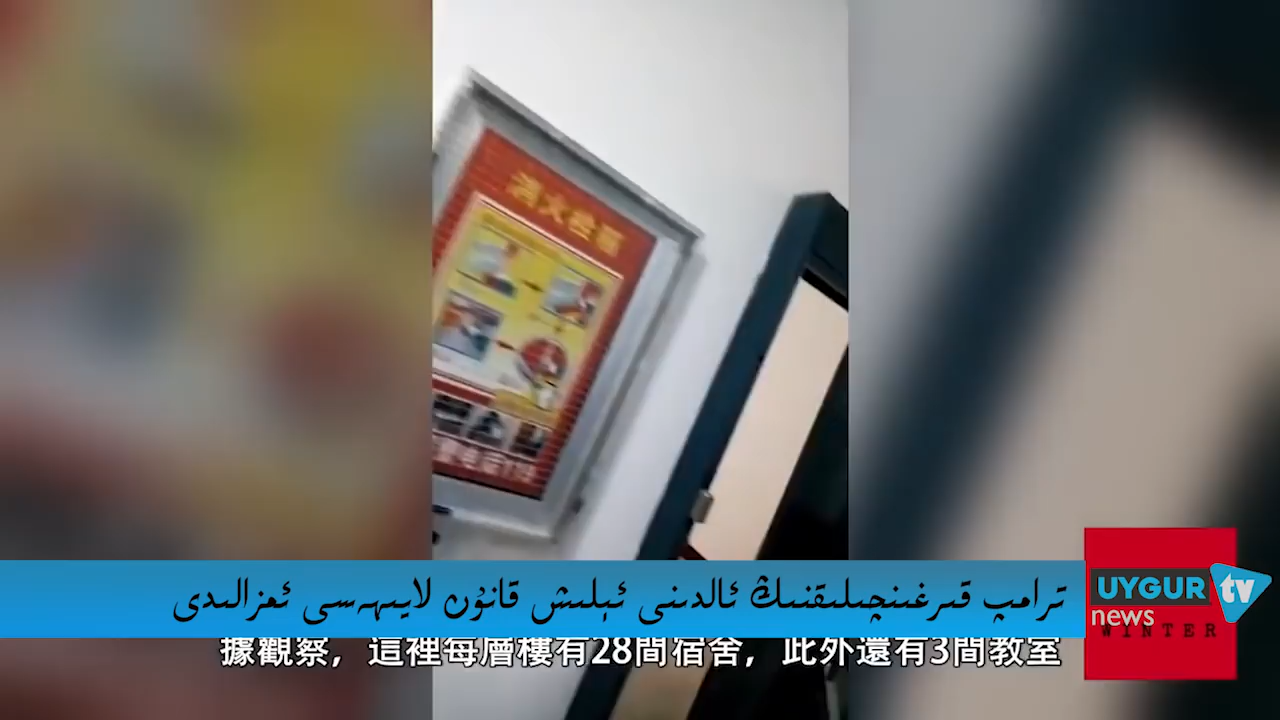 ترامپ قىرغىنچىلىقنىڭ ئالدىنى ئېلىش قانۇن لايىھەسى ئىمزالىدى
UYGUR tv
news
WINTER
據觀察，這裡每層樓有28間宿舍，此外還有3間教室